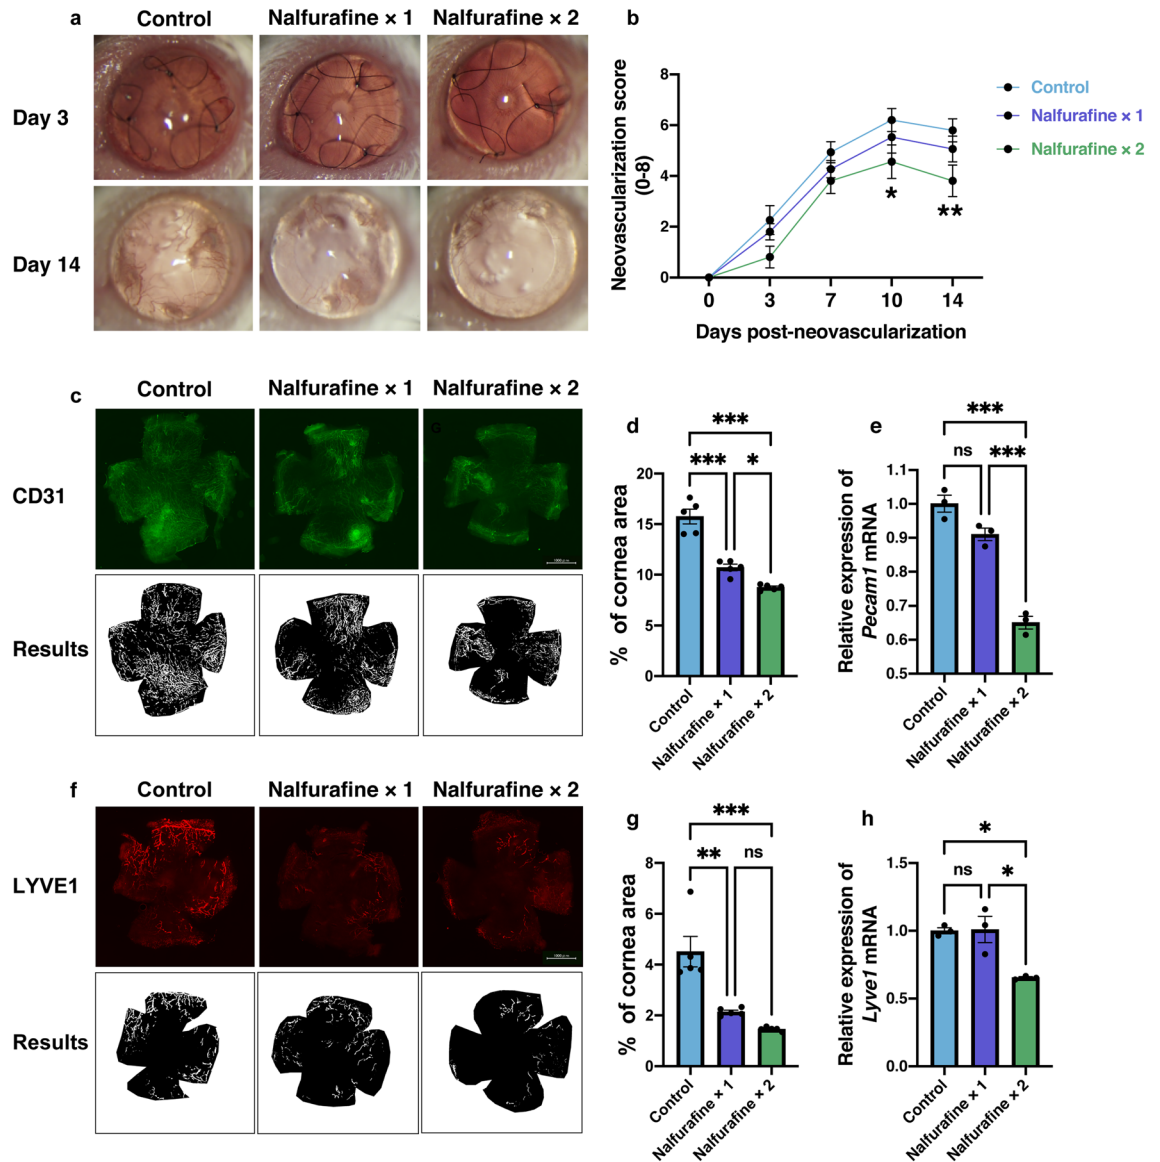 a
Control
Nalfurafine × 1
Nalfurafine × 2
Day 3
Day 14
b
Neovascularization score
(0-8)
8
6
4
2
0
0
3
7
10
14
*
**
Days post-neovascularization
Control
Nalfurafine × 1
Nalfurafine × 2
c
Control
Nalfurafine × 1
Nalfurafine × 2
CD31
G
Results
d
% of cornea area
20
15
10
5
0
***
***
*
Control
Nalfurafine × 1
Nalfurafine × 2
e
Relative expression of
Pecam1 mRNA
1.1
1.0
0.9
0.8
0.7
0.6
0.5
***
ns
***
Control
Nalfurafine × 1
Nalfurafine × 2
f
Control
Nalfurafine × 1
Nalfurafine × 2
LYVE1
Results
g
% of cornea area
8
6
4
2
0
***
**
ns
Control
Nalfurafine × 1
Nalfurafine × 2
h
Relative expression of
Lyve1 mRNA
1.5
1.0
0.5
0.0
*
ns
*
Control
Nalfurafine × 1
Nalfurafine × 2